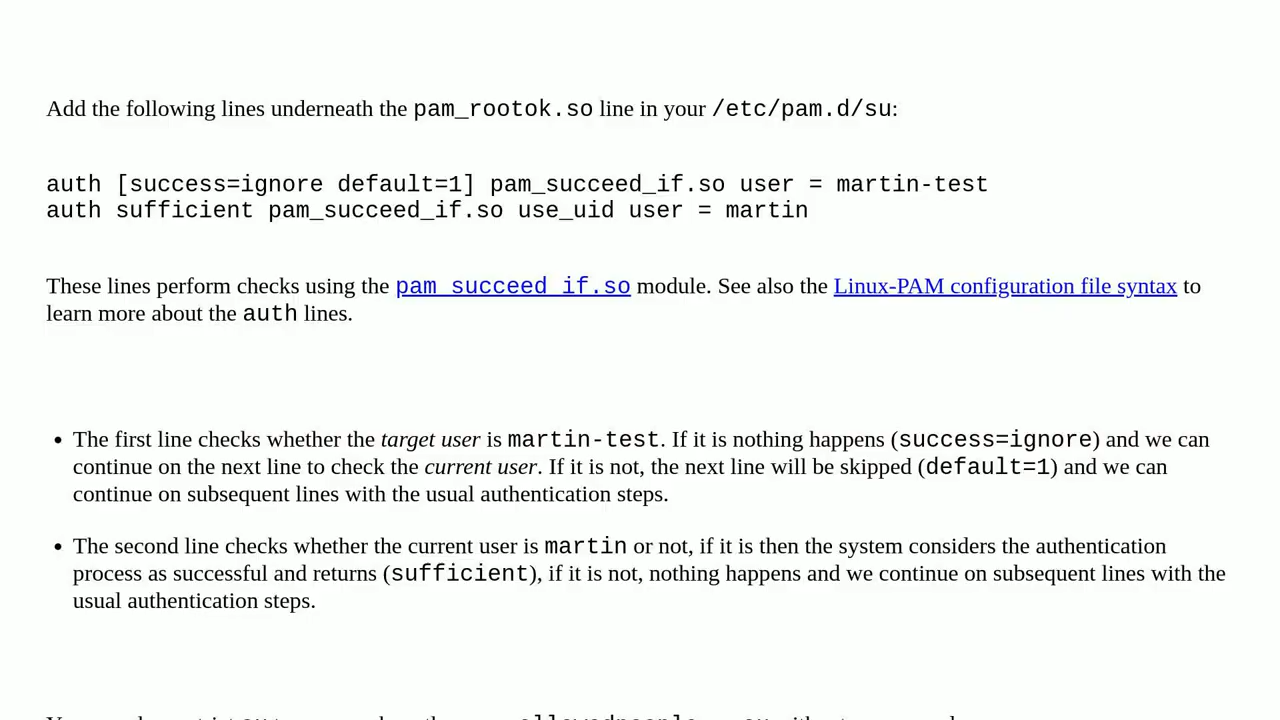 Add the following lines underneath the pam_rootok.so line in your /etc/pam.d/su:
auth [success=ignore default=1] pam_succeed_if.so user = martin-test
auth sufficient pam_succeed_if.so use_uid user = martin
These lines perform checks using the pam_succeed_if.so module. See also the Linux-PAM configuration file syntax to
learn more about the auth lines.
• The first line checks whether the target user is martin-test. If it is nothing happens (success=ignore) and we can
continue on the next line to check the current user. If it is not, the next line will be skipped (default=1) and we can
continue on subsequent lines with the usual authentication steps.
• The second line checks whether the current user is martin or not, if it is then the system considers the authentication
process as successful and returns (sufficient), if it is not, nothing happens and we continue on subsequent lines with the
usual authentication steps.